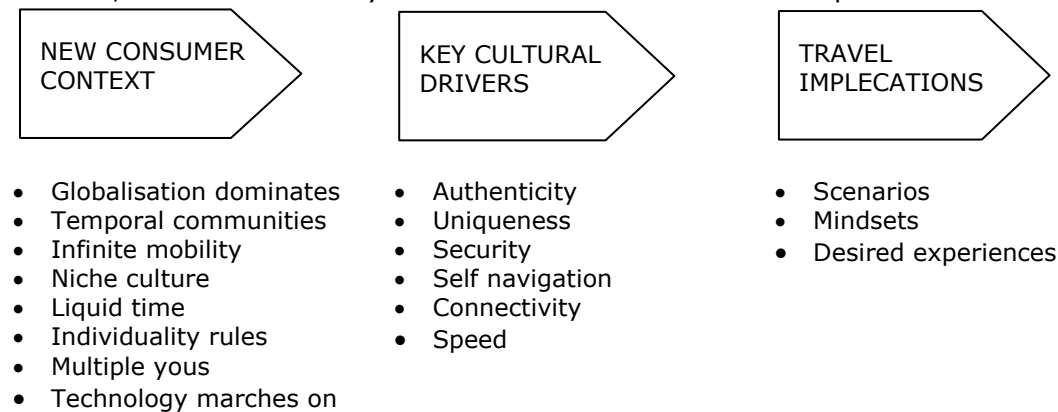 NEW CONSUMER
CONTEXT
KEY CULTURAL
DRIVERS
TRAVEL
IMPLECATIONS
• Globalisation dominates
• Temporal communities
• Infinite mobility
• Niche culture
• Liquid time
• Individuality rules
• Multiple yous
• Technology marches on
• Authenticity
• Uniqueness
• Security
• Self navigation
• Connectivity
• Speed
• Scenarios
• Mindsets
• Desired experiences